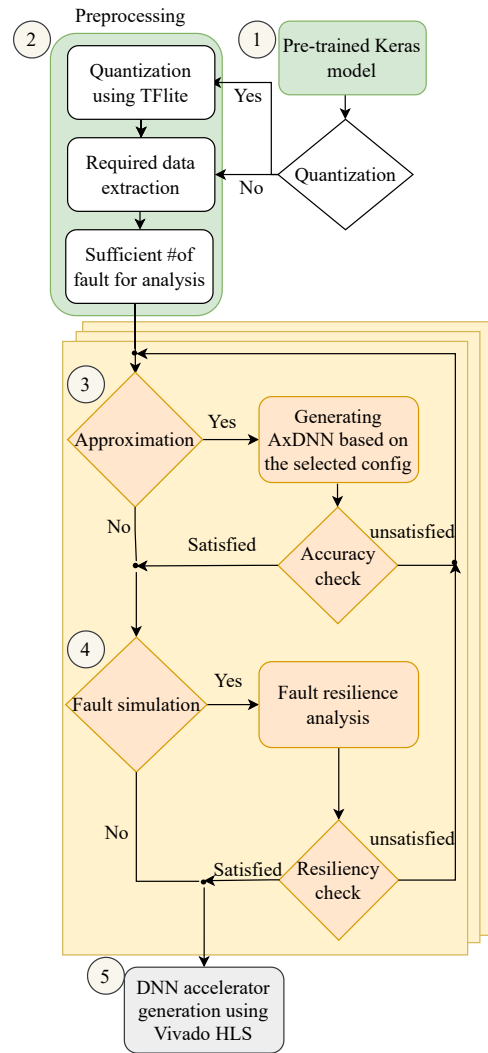 Preprocessing
2
1
Quantization
using TFlite
Pre-trained Keras
model
Yes
Required data
extraction
No
Quantization
Sufficient #of
fault for analysis
3
Approximation
Yes
Generating
AxDNN based on
the selected config
No
Satisfied
unsatisfied
Accuracy
check
4
Fault simulation
Yes
Fault resilience
analysis
No
Satisfied
unsatisfied
Resiliency
check
5
DNN accelerator
generation using
Vivado HLS